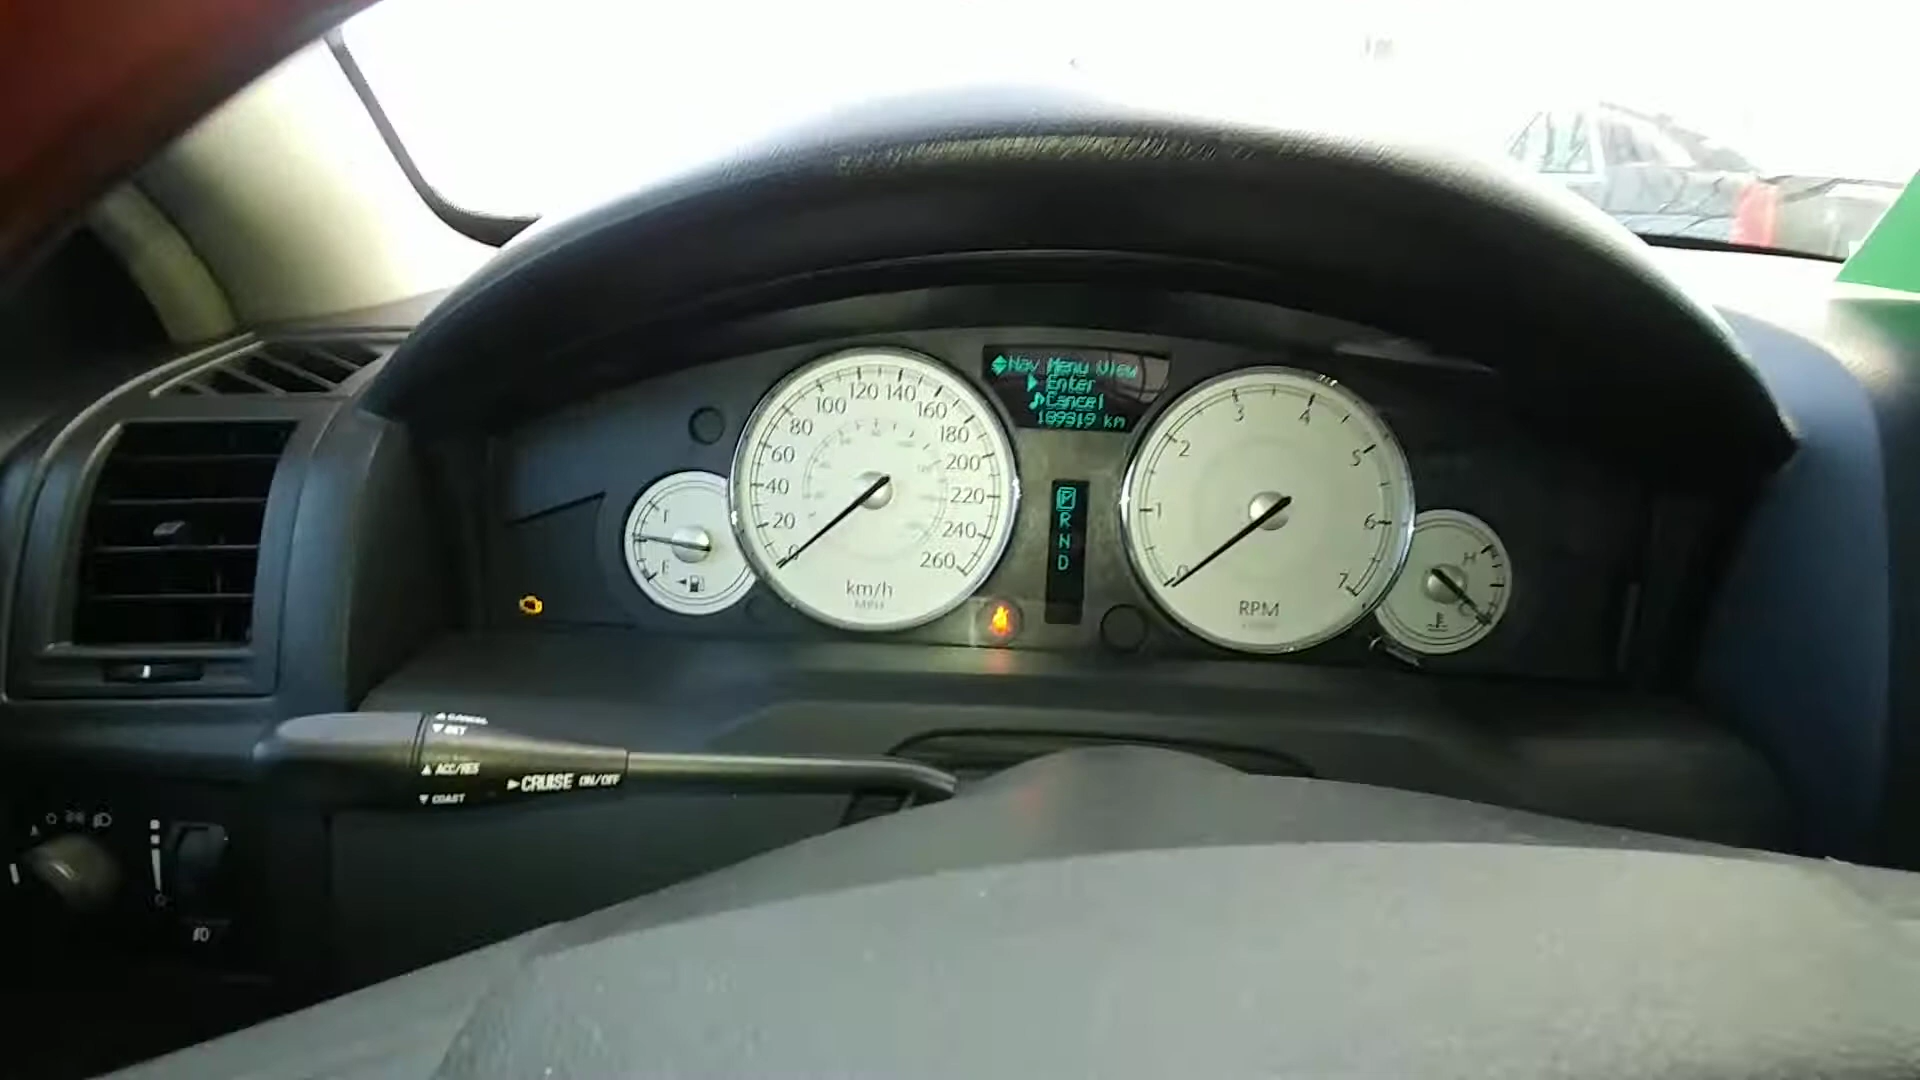 Nav Menu View
Enter
Cancel
189319 km
0
20
40
60
80
100
120
140
160
180
200
220
240
260
km/h
MPH
F
E
P
R
N
D
0
1
2
3
4
5
6
7
RPM
H
C
CANCEL
SET
ACC/RES
CRUISE ON/OFF
COAST